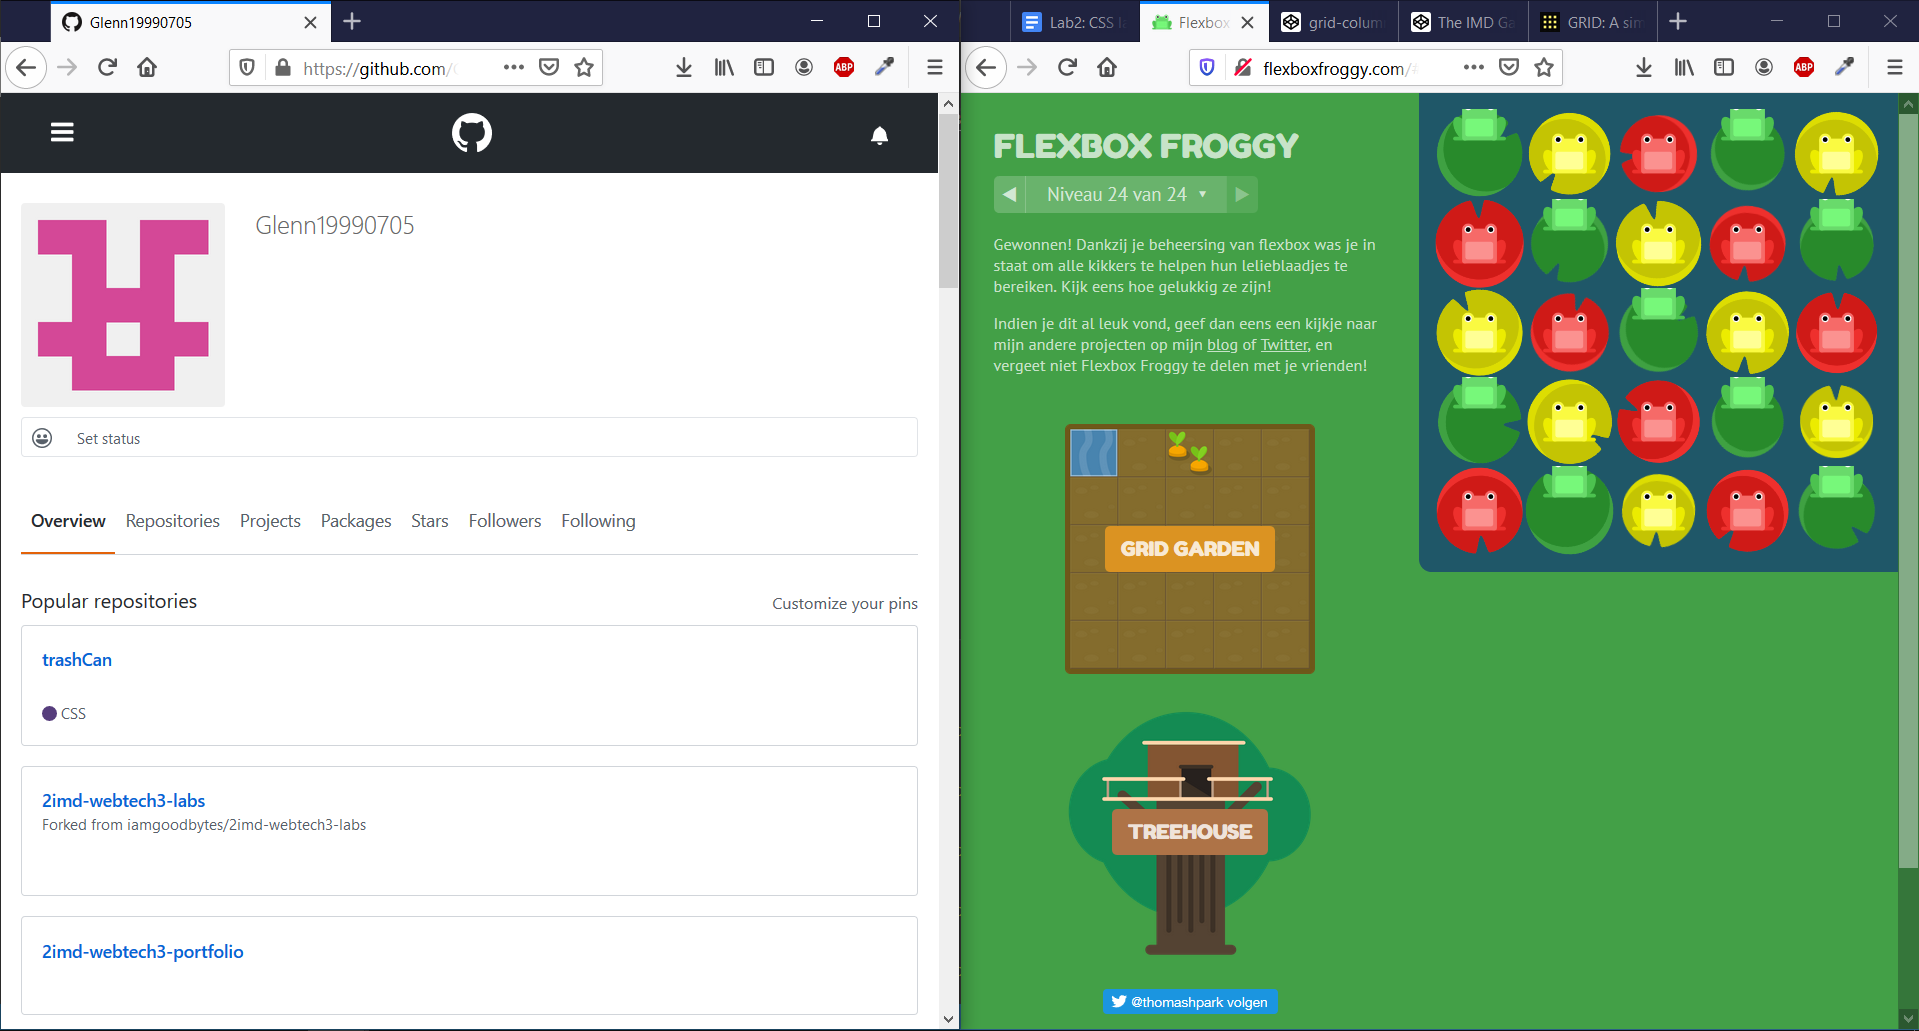 Glenn19990705
https://github.com/
Glenn19990705
Set status
Overview Repositories Projects Packages Stars Followers Following
Popular repositories
Customize your pins
trashCan
CSS
2imd-webtech3-labs
Forked from iamgoodbytes/2imd-webtech3-labs
2imd-webtech3-portfolio
Lab2: CSS
Flexbox
grid-colum
The IMD Ga
GRID: A sim
flexboxfroggy.com/#
ABP
ABP
FLEXBOX FROGGY
Niveau 24 van 24
Gewonnen! Dankzij je beheersing van flexbox was je in
staat om alle kikkers te helpen hun lelieblaadjes te
bereiken. Kijk eens hoe gelukkig ze zijn!
Indien je dit al leuk vond, geef dan eens een kijkje naar
mijn andere projecten op mijn blog of Twitter, en
vergeet niet Flexbox Froggy te delen met je vrienden!
GRID GARDEN
TREEHOUSE
@thomashpark volgen